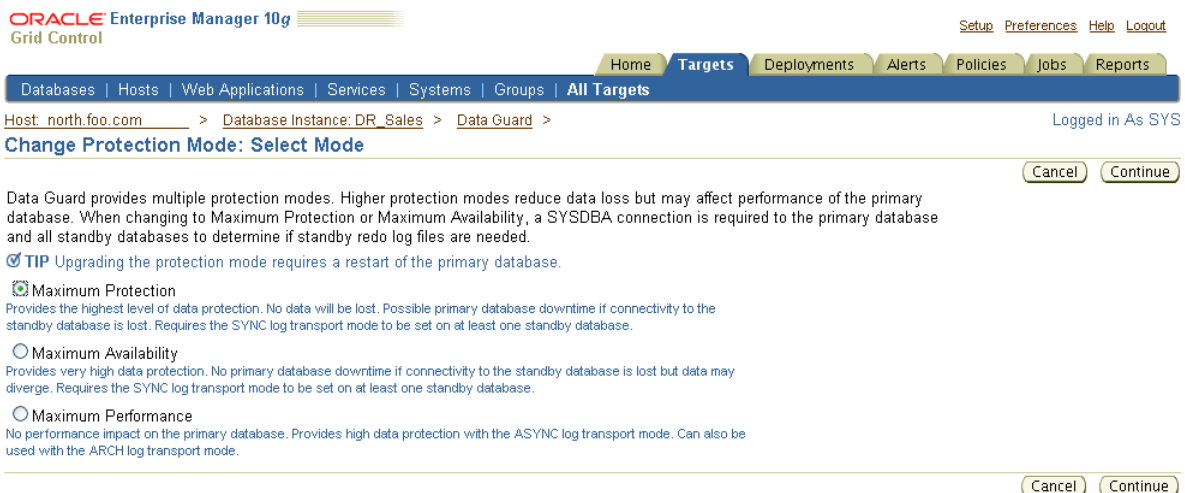 ORACLE Enterprise Manager 10g
Grid Control
Setup Preferences Help Logout
Home Targets Deployments Alerts Policies Jobs Reports
Databases | Hosts | Web Applications | Services | Systems | Groups | All Targets
Host: north.foo.com > Database Instance: DR_Sales > Data Guard > Logged in As SYS
Change Protection Mode: Select Mode
Cancel Continue
Data Guard provides multiple protection modes. Higher protection modes reduce data loss but may affect performance of the primary
database. When changing to Maximum Protection or Maximum Availability, a SYSDBA connection is required to the primary database
and all standby databases to determine if standby redo log files are needed.
TIP Upgrading the protection mode requires a restart of the primary database.
Maximum Protection
Provides the highest level of data protection. No data will be lost. Possible primary database downtime if connectivity to the
standby database is lost. Requires the SYNC log transport mode to be set on at least one standby database.
Maximum Availability
Provides very high data protection. No primary database downtime if connectivity to the standby database is lost but data may
diverge. Requires the SYNC log transport mode to be set on at least one standby database.
Maximum Performance
No performance impact on the primary database. Provides high data protection with the ASYNC log transport mode. Can also be
used with the ARCH log transport mode.
Cancel Continue